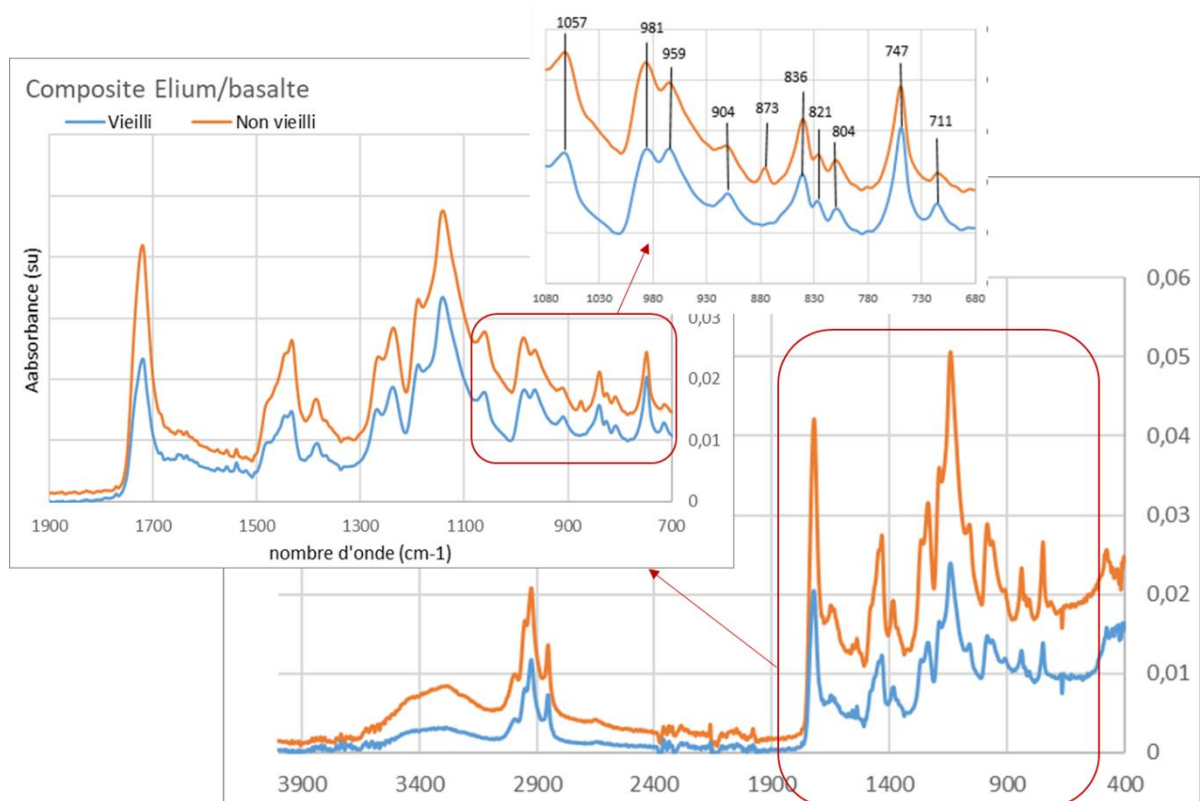 1057 981 959 904 873 836 821 804 747 711
1080 1030 980 930 880 830 780 730 680
Composite Elium/basalte
Vieilli Non vieilli
Aabsorbance (su)
0,03
0,02
0,01
0
1900 1700 1500 1300 1100 900 700
nombre d'onde (cm-1)
0,06
0,05
0,04
0,03
0,02
0,01
0
3900 3400 2900 2400 1900 1400 900 400